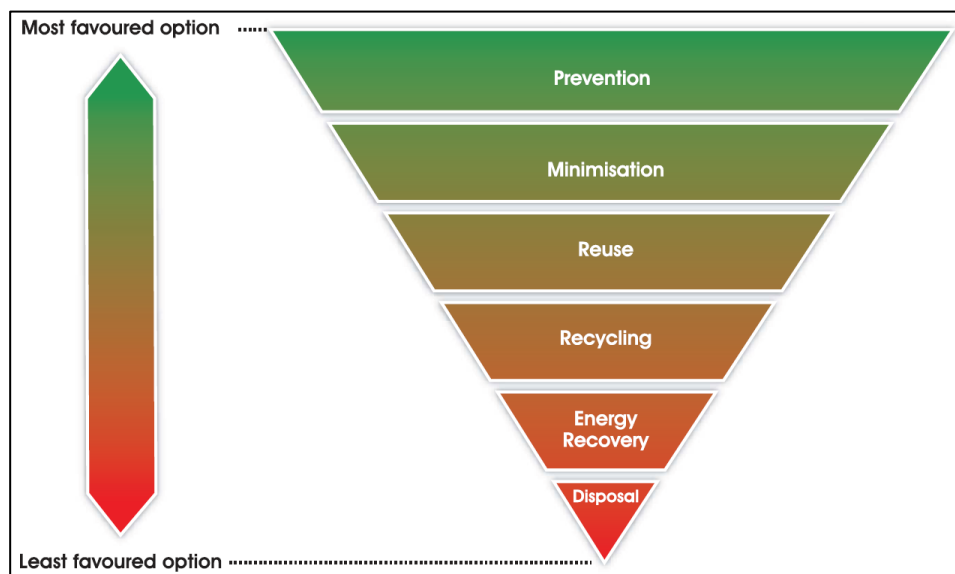 Most favoured option
Prevention
Minimisation
Reuse
Recycling
Energy
Recovery
Disposal
Least favoured option